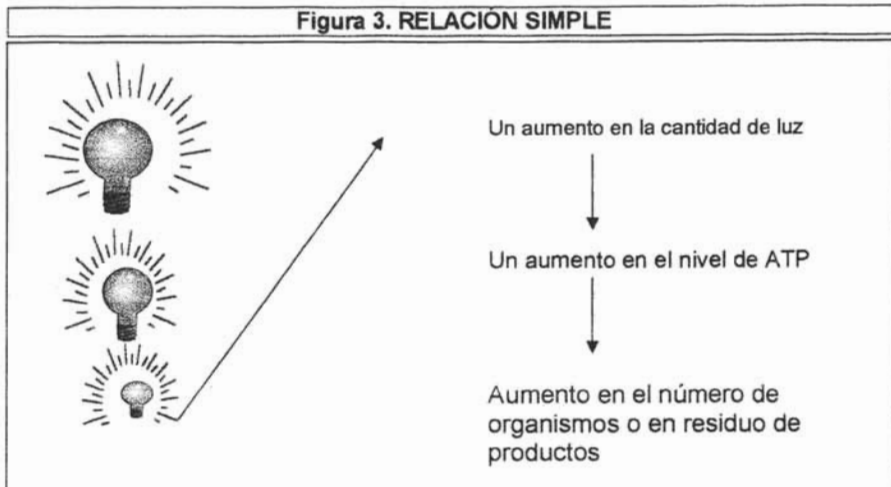 Figura 3. RELACIÓN SIMPLE
Un aumento en la cantidad de luz
Un aumento en el nivel de ATP
Aumento en el número de
organismos o en residuo de
productos